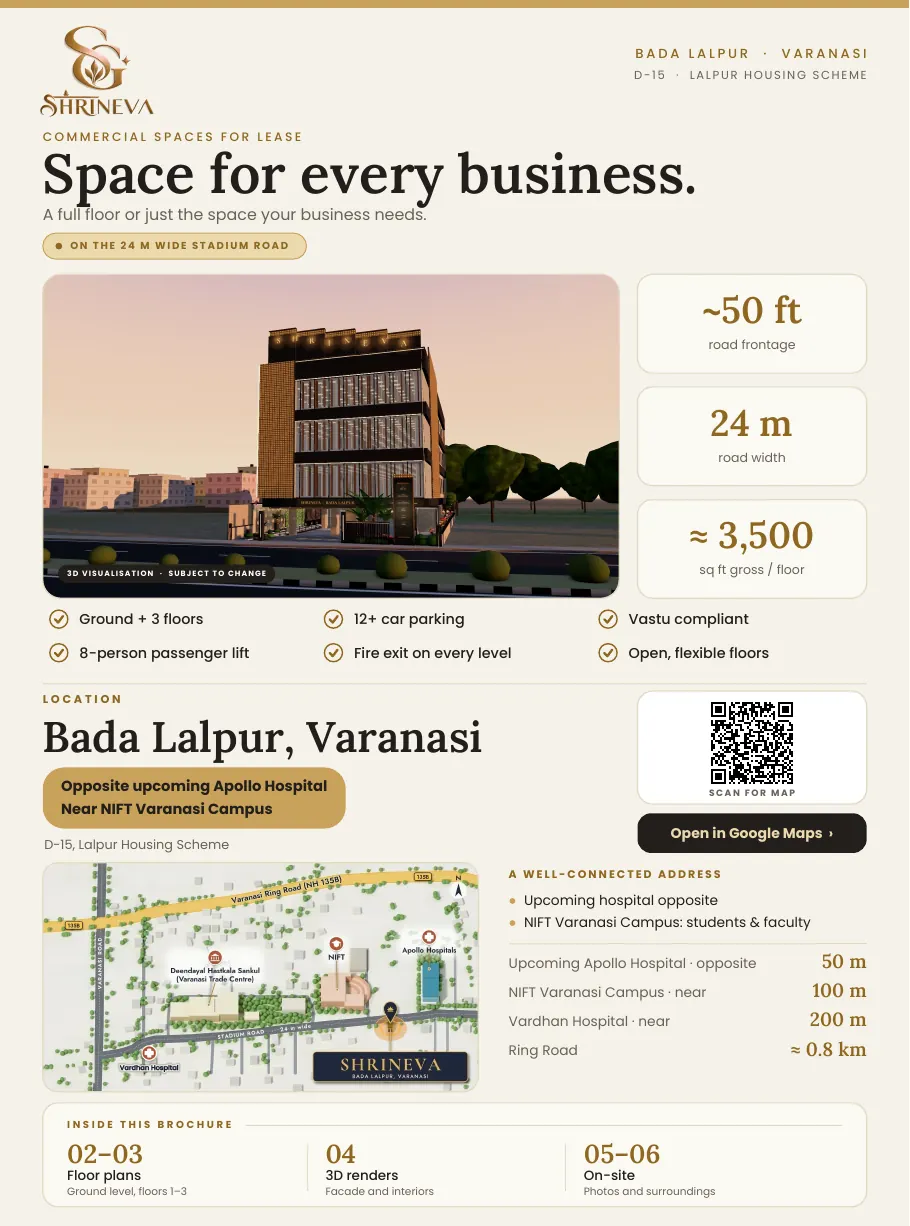 SHRINEVA
BADA LALPUR · VARANASI
D-15 · LALPUR HOUSING SCHEME
COMMERCIAL SPACES FOR LEASE
Space for every business.
A full floor or just the space your business needs.
ON THE 24 M WIDE STADIUM ROAD
SHRINEVA
SHRINEVA | BADA LALPUR
3D VISUALISATION · SUBJECT TO CHANGE
~50 ft
road frontage
24 m
road width
≈ 3,500
sq ft gross / floor
Ground + 3 floors
12+ car parking
Vastu compliant
8-person passenger lift
Fire exit on every level
Open, flexible floors
LOCATION
Bada Lalpur, Varanasi
Opposite upcoming Apollo Hospital
Near NIFT Varanasi Campus
D-15, Lalpur Housing Scheme
SCAN FOR MAP
Open in Google Maps ›
Varanasi Ring Road (NH 135B)
135B
135B
N
VARANASI ROAD
Deendayal Hastkala Sankul
(Varanasi Trade Centre)
NIFT
Apollo Hospitals
STADIUM ROAD · 24 m wide
Vardhan Hospital
SHRINEVA
BADA LALPUR, VARANASI
A WELL-CONNECTED ADDRESS
Upcoming hospital opposite
NIFT Varanasi Campus: students & faculty
Upcoming Apollo Hospital · opposite 50 m
NIFT Varanasi Campus · near 100 m
Vardhan Hospital · near 200 m
Ring Road ≈ 0.8 km
INSIDE THIS BROCHURE
02–03
Floor plans
Ground level, floors 1–3
04
3D renders
Facade and interiors
05–06
On-site
Photos and surroundings